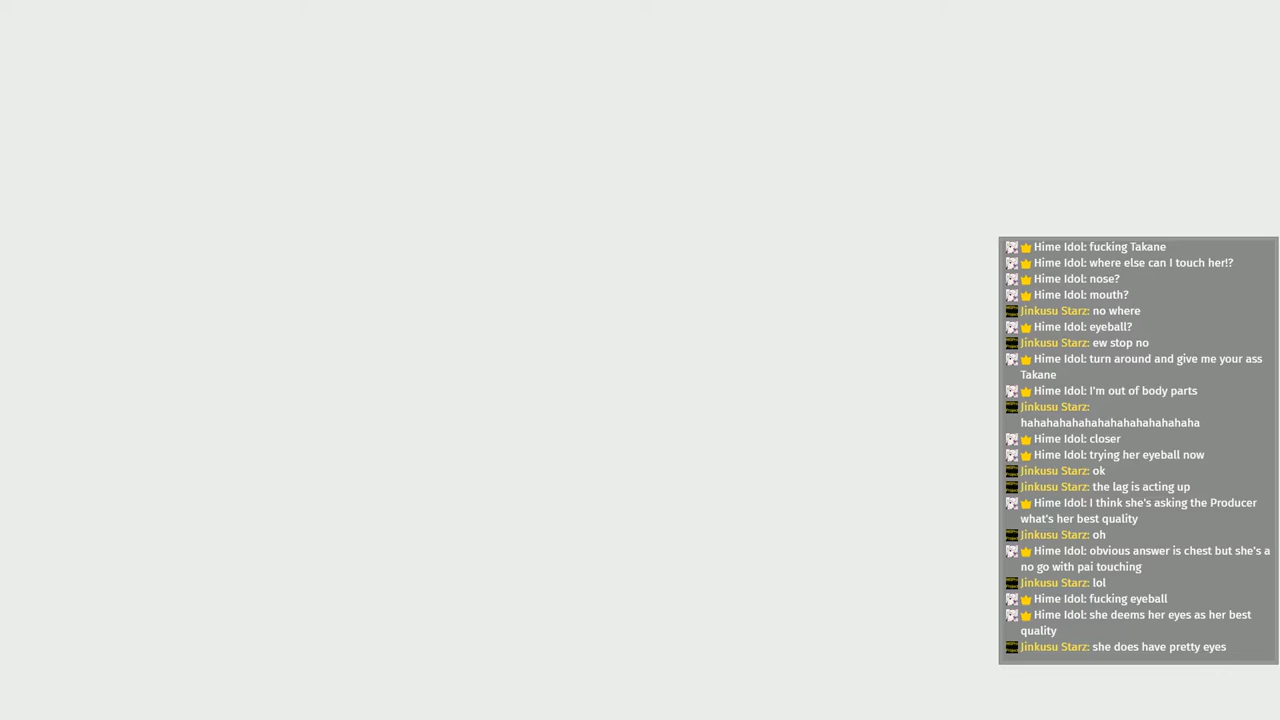 Hime Idol: fucking Takane
Hime Idol: where else can I touch her!?
Hime Idol: nose?
Hime Idol: mouth?
Jinkusu Starz: no where
Hime Idol: eyeball?
Jinkusu Starz: ew stop no
Hime Idol: turn around and give me your ass
Takane
Hime Idol: I'm out of body parts
Jinkusu Starz:
hahahahahahahahahahahahahaha
Hime Idol: closer
Hime Idol: trying her eyeball now
Jinkusu Starz: ok
Jinkusu Starz: the lag is acting up
Hime Idol: I think she's asking the Producer
what's her best quality
Jinkusu Starz: oh
Hime Idol: obvious answer is chest but she's a
no go with pai touching
Jinkusu Starz: lol
Hime Idol: fucking eyeball
Hime Idol: she deems her eyes as her best
quality
Jinkusu Starz: she does have pretty eyes